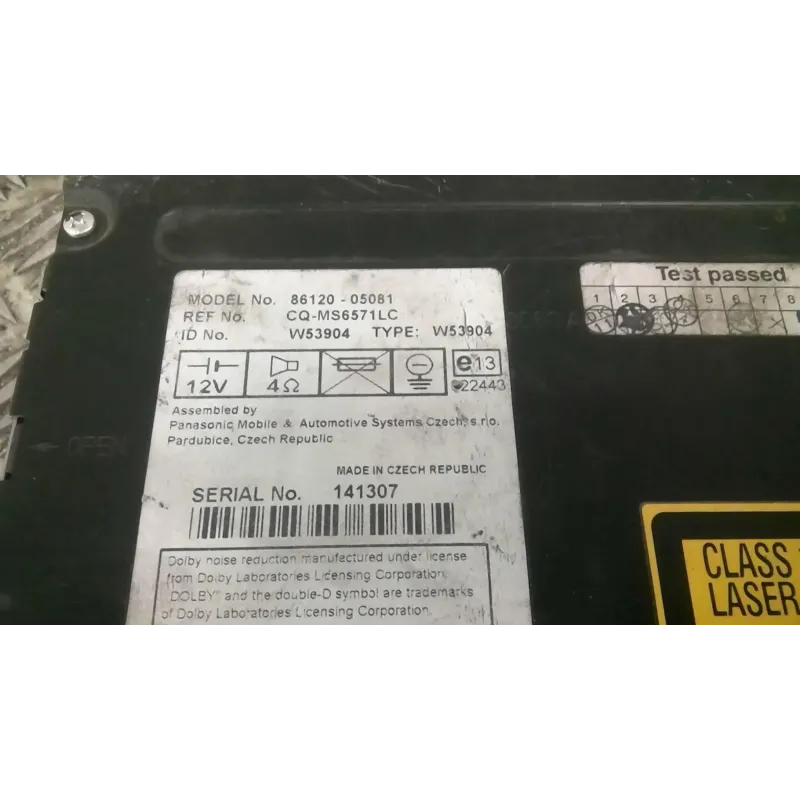 MODEL No. 86120 - 05081
REF No. CQ-MS6571LC
ID No. W53904 TYPE: W53904
12V 4Ω e13
22443
Assembled by
Panasonic Mobile & Automotive Systems Czech, s.r.o.
Pardubice, Czech Republic
MADE IN CZECH REPUBLIC
SERIAL No. 141307
Dolby noise reduction manufactured under license
from Dolby Laboratories Licensing Corporation.
"DOLBY" and the double-D symbol are trademarks
of Dolby Laboratories Licensing Corporation.
OPEN
Test passed
1 2 3 4 5 6 7 8
CLASS
LASER